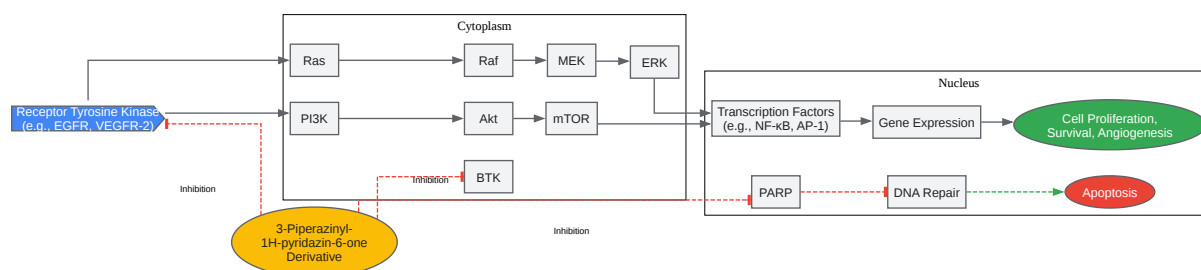 Cytoplasm
Ras
Raf
MEK
ERK
Nucleus
Receptor Tyrosine Kinase
(e.g., EGFR, VEGFR-2)
PI3K
Akt
mTOR
Transcription Factors
(e.g., NF-κB, AP-1)
Gene Expression
Cell Proliferation,
Survival, Angiogenesis
Inhibition
Inhibition
BTK
PARP
DNA Repair
Apoptosis
3-Piperazinyl-
1H-pyridazin-6-one
Derivative
Inhibition